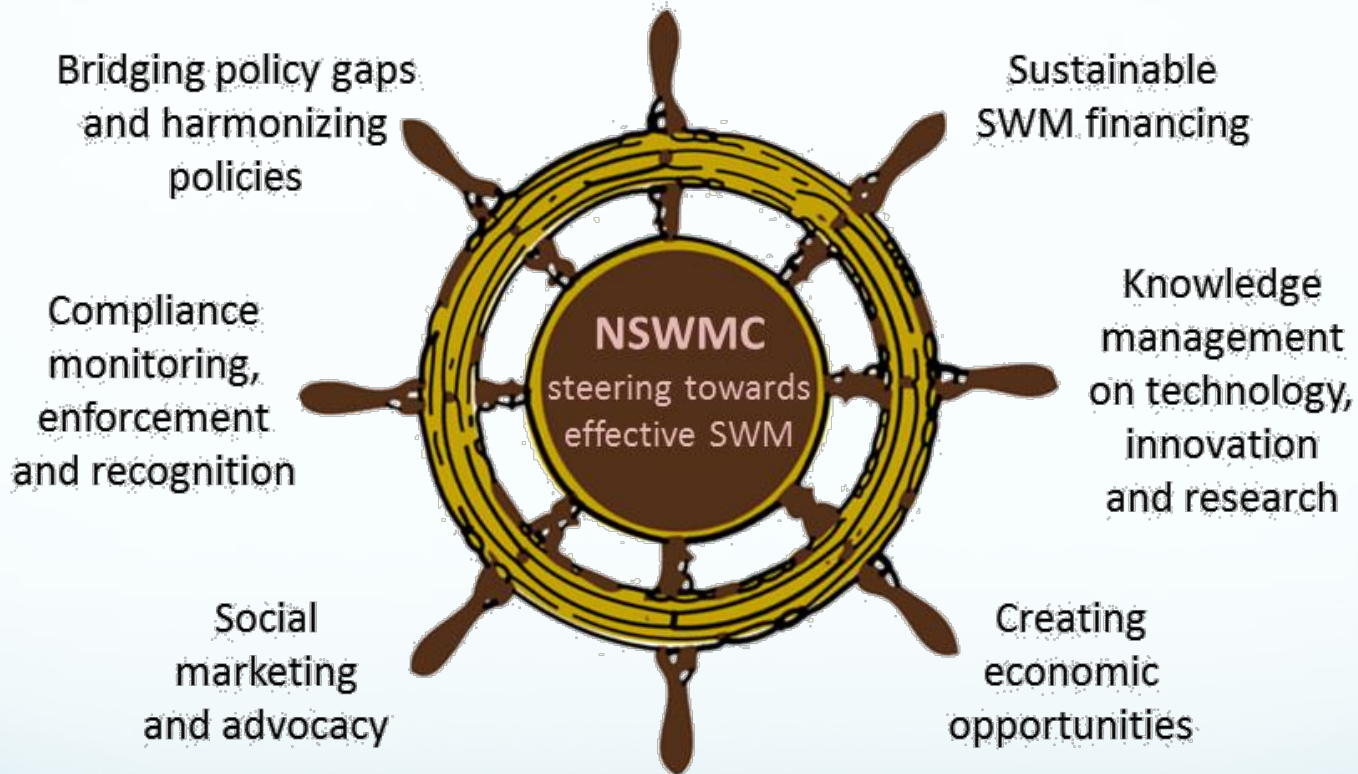 Bridging policy gaps
and harmonizing
policies
Sustainable
SWM financing
Compliance
monitoring,
enforcement
and recognition
NSWMC
steering towards
effective SWM
Knowledge
management
on technology,
innovation
and research
Social
marketing
and advocacy
Creating
economic
opportunities